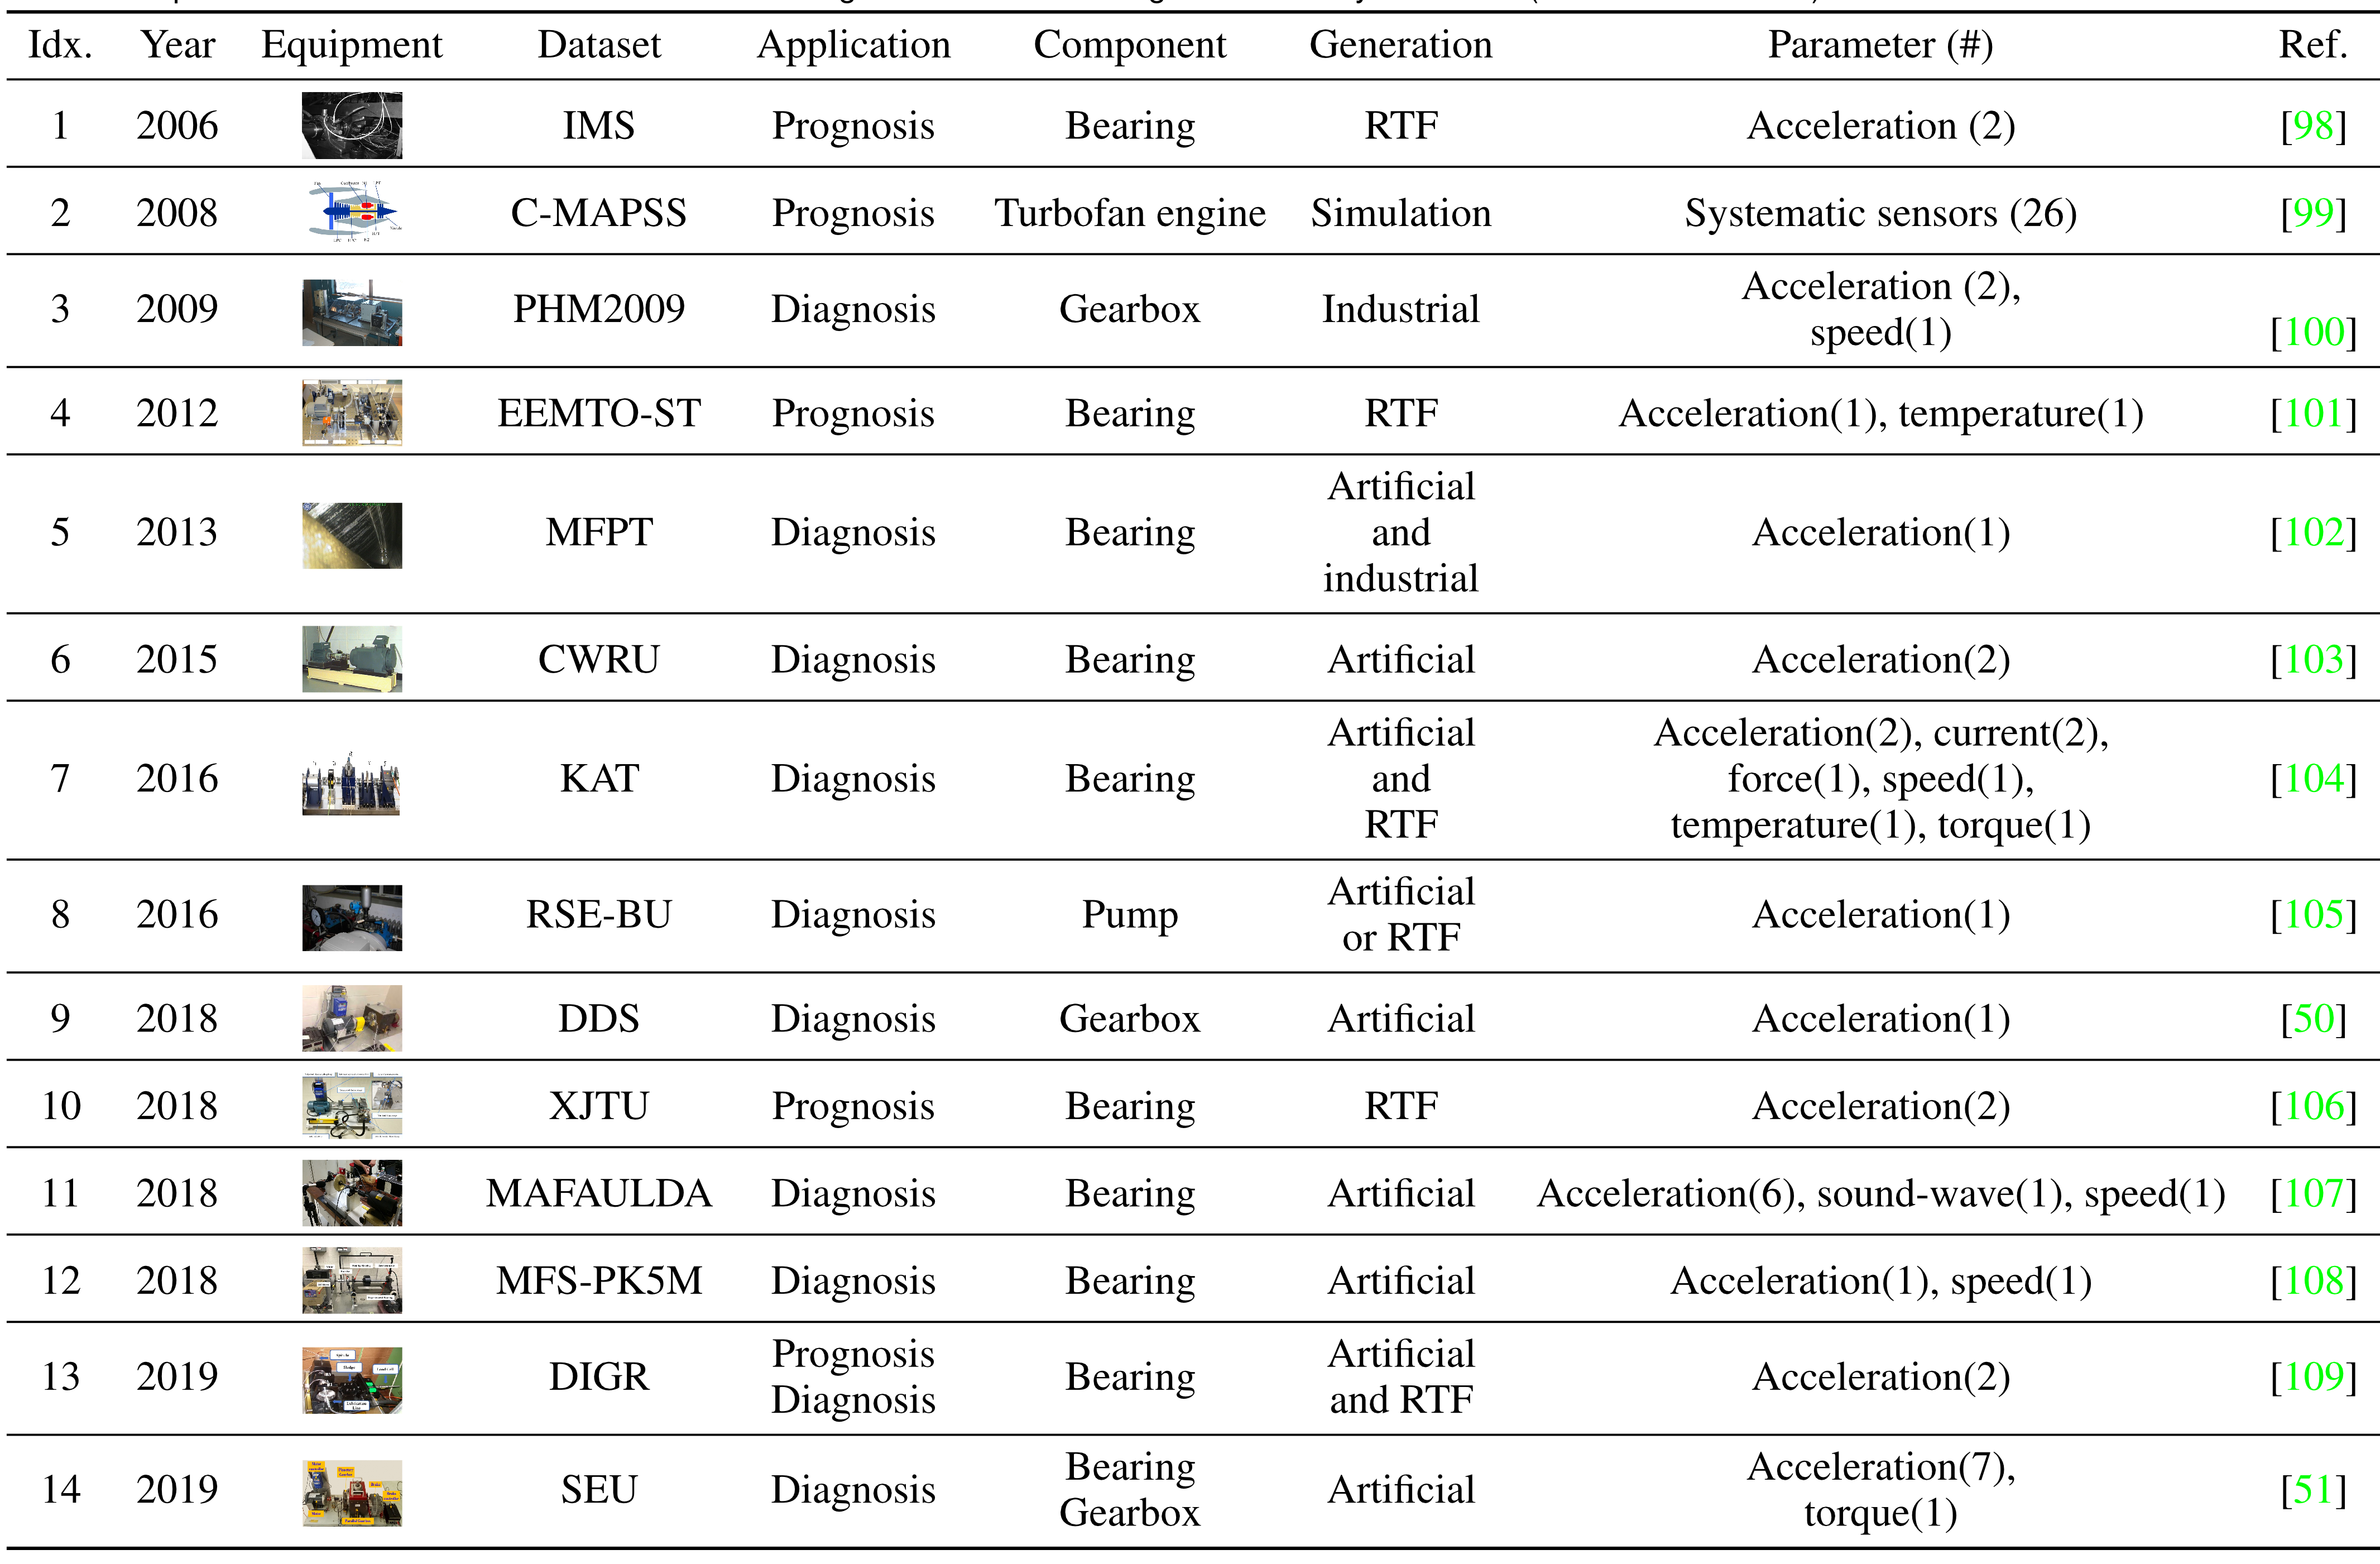 Idx. Year Equipment Dataset Application Component Generation Parameter (#) Ref.
1 2006 IMS Prognosis Bearing RTF Acceleration (2) [98]
2 2008 C-MAPSS Prognosis Turbofan engine Simulation Systematic sensors (26) [99]
3 2009 PHM2009 Diagnosis Gearbox Industrial Acceleration (2),
speed(1) [100]
4 2012 EEMTO-ST Prognosis Bearing RTF Acceleration(1), temperature(1) [101]
Artificial
5 2013 MFPT Diagnosis Bearing and Acceleration(1) [102]
industrial
6 2015 CWRU Diagnosis Bearing Artificial Acceleration(2) [103]
Artificial Acceleration(2), current(2),
7 2016 KAT Diagnosis Bearing and force(1), speed(1), [104]
RTF temperature(1), torque(1)
8 2016 RSE-BU Diagnosis Pump Artificial Acceleration(1) [105]
or RTF
9 2018 DDS Diagnosis Gearbox Artificial Acceleration(1) [50]
10 2018 XJTU Prognosis Bearing RTF Acceleration(2) [106]
11 2018 MAFAULDA Diagnosis Bearing Artificial Acceleration(6), sound-wave(1), speed(1) [107]
12 2018 MFS-PK5M Diagnosis Bearing Artificial Acceleration(1), speed(1) [108]
13 2019 DIGR Prognosis Bearing Artificial Acceleration(2) [109]
Diagnosis and RTF
14 2019 SEU Diagnosis Bearing Artificial Acceleration(7), [51]
Gearbox torque(1)